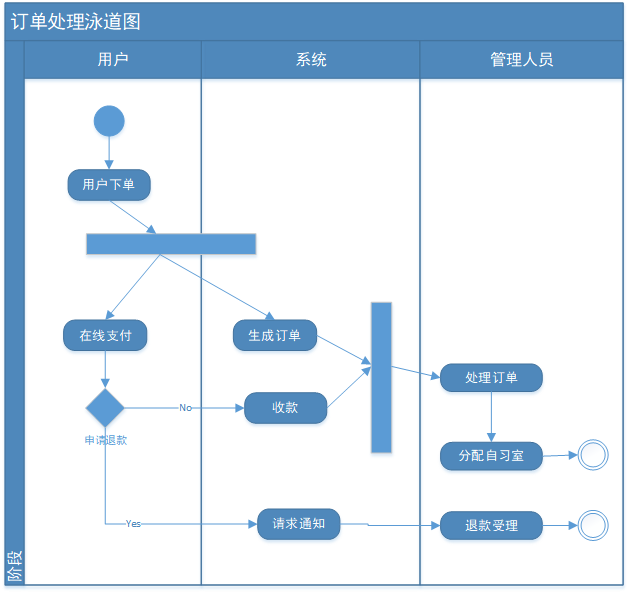 订单处理泳道图
用户
系统
管理人员
用户下单
在线支付
生成订单
处理订单
No
收款
申请退款
分配自习室
Yes
请求通知
退款受理
阶段